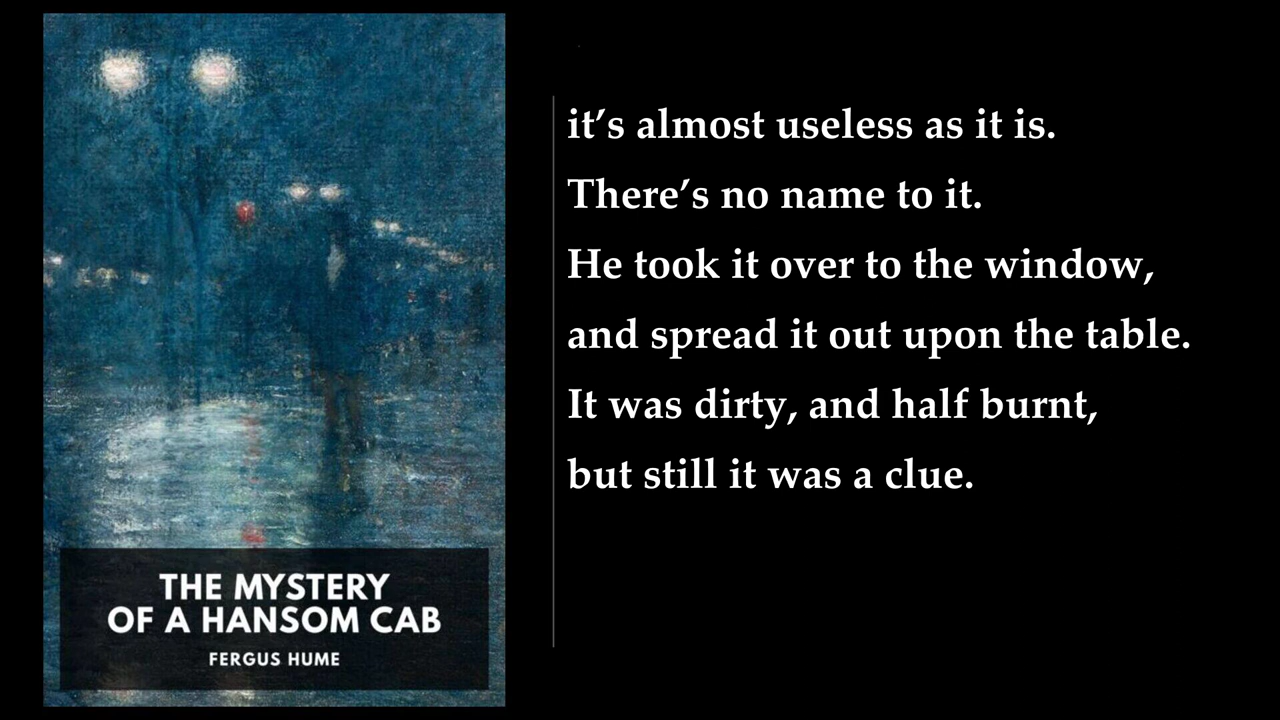 it’s almost useless as it is.
There’s no name to it.
He took it over to the window,
and spread it out upon the table.
It was dirty, and half burnt,
but still it was a clue.
THE MYSTERY
OF A HANSOM CAB
FERGUS HUME